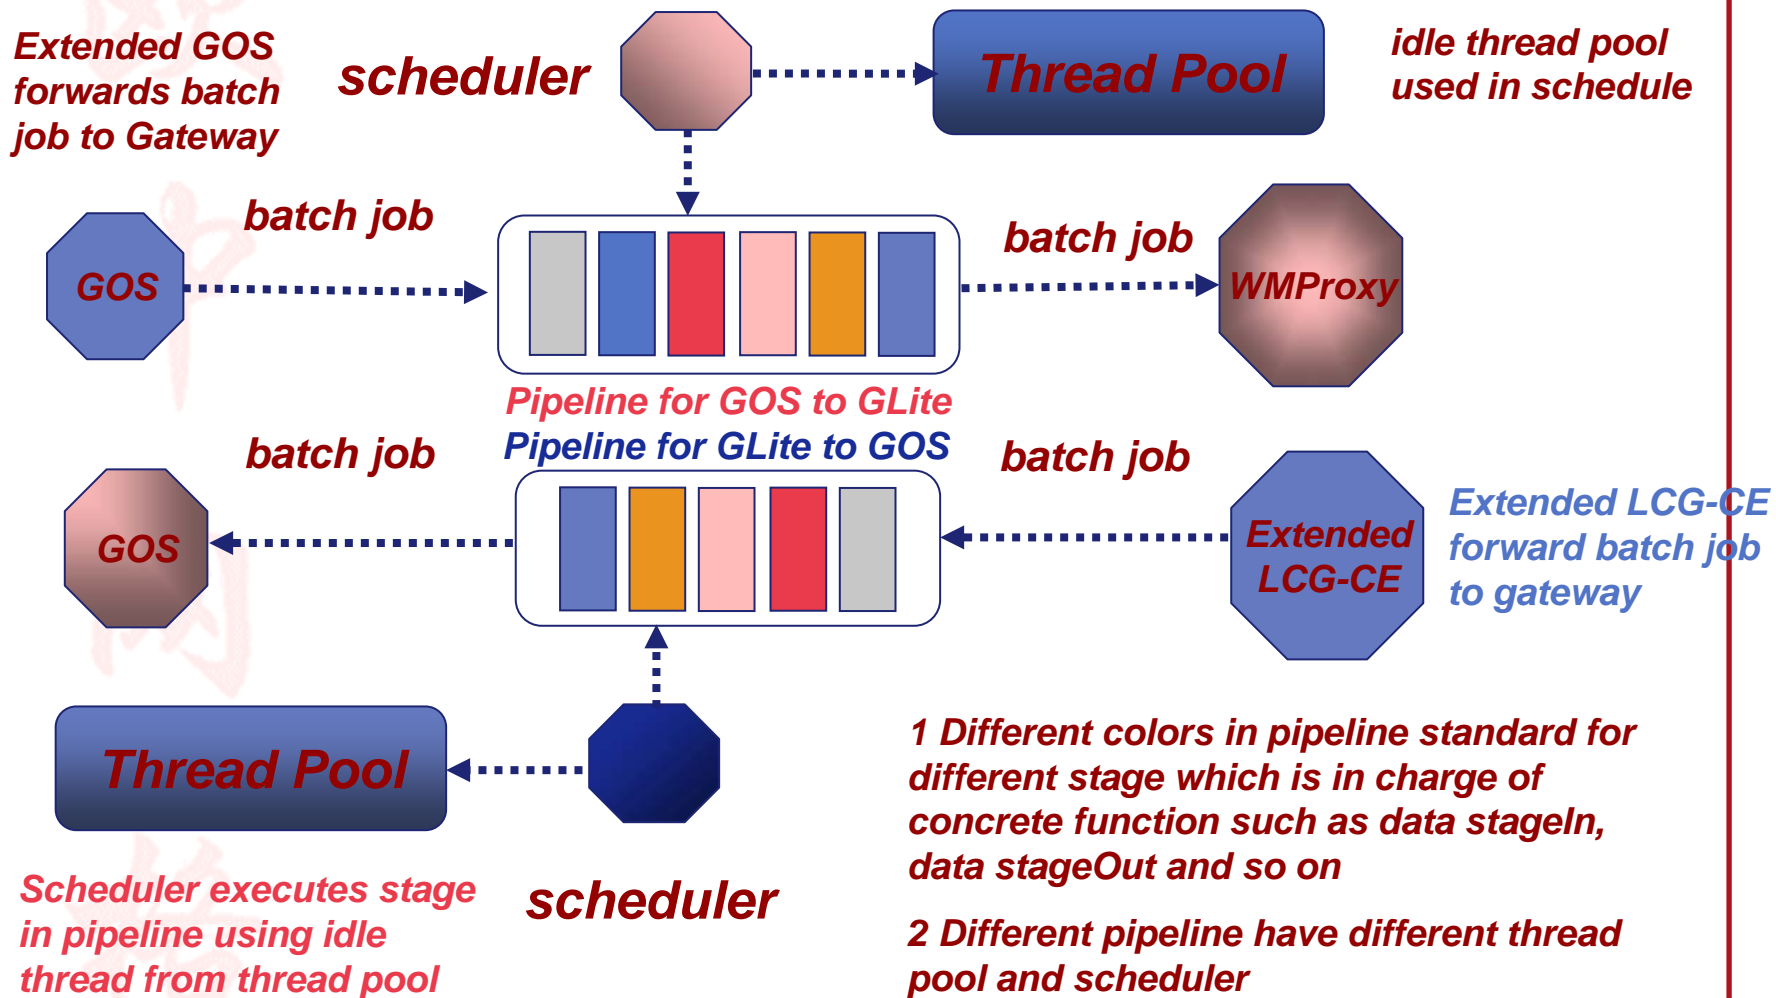 Extended GOS
forwards batch
job to Gateway
scheduler
Thread Pool
idle thread pool
used in schedule
batch job
batch job
GOS
WMProxy
Pipeline for GOS to GLite
Pipeline for GLite to GOS
batch job
batch job
GOS
Extended
LCG-CE
Extended LCG-CE
forward batch job
to gateway
Thread Pool
scheduler
1 Different colors in pipeline standard for
different stage which is in charge of
concrete function such as data stageIn,
data stageOut and so on
2 Different pipeline have different thread
pool and scheduler
Scheduler executes stage
in pipeline using idle
thread from thread pool